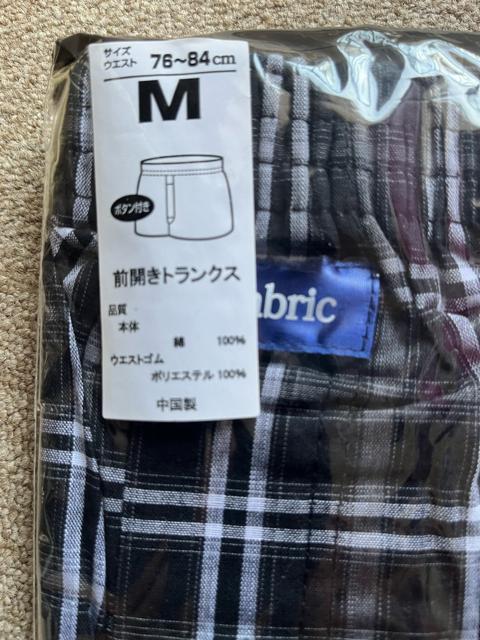 サイズ
ウエスト 76～84cm
M
ボタン付き
前開きトランクス
品質
本体
綿 100%
ウエストゴム
ポリエステル 100%
中国製